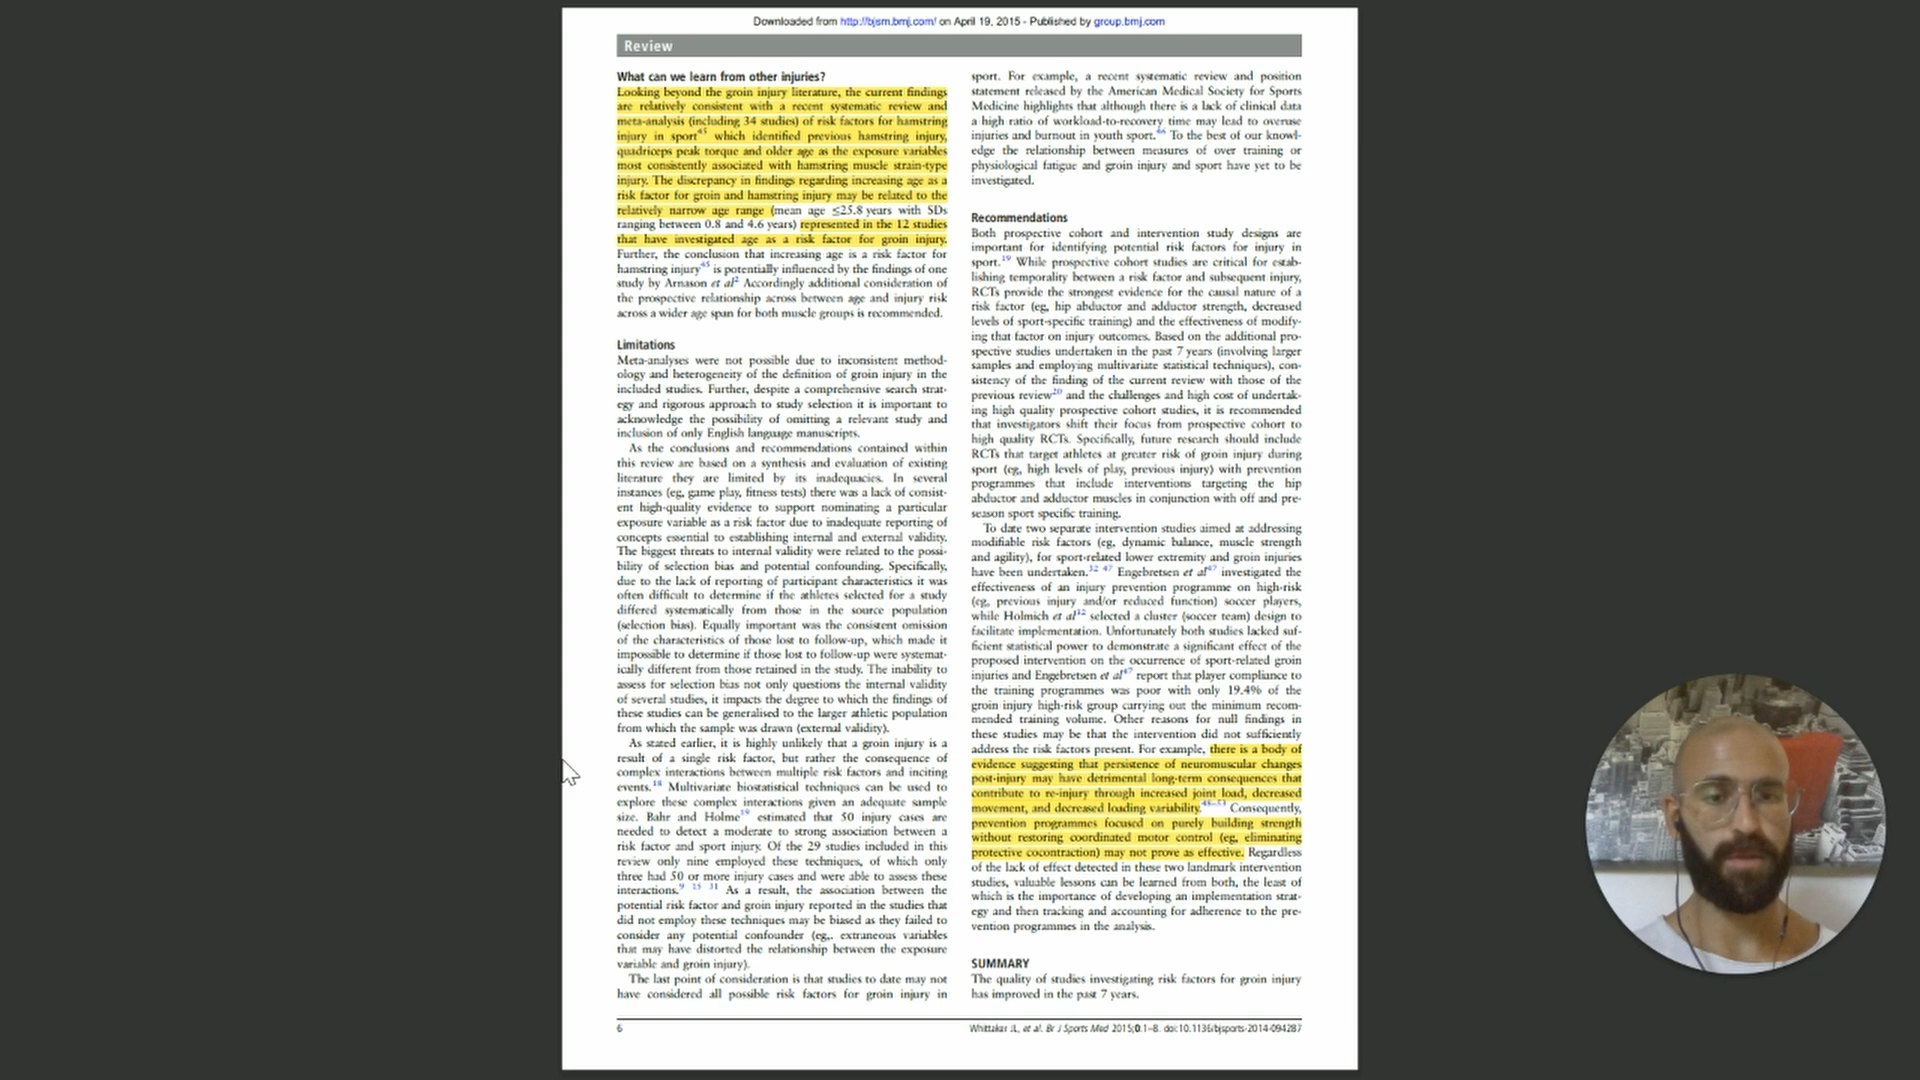 Downloaded from http://bjsm.bmj.com/ on April 19, 2015 - Published by group.bmj.com
Review
What can we learn from other injuries?
Looking beyond the groin injury literature, the current findings
are relatively consistent with a recent systematic review and
meta-analysis (including 34 studies) of risk factors for hamstring
injury in sport45 which identified previous hamstring injury,
quadriceps peak torque and older age as the exposure variables
most consistently associated with hamstring muscle strain-type
injury. The discrepancy in findings regarding increasing age as a
risk factor for groin and hamstring injury may be related to the
relatively narrow age range (mean age ≤25.8 years with SDs
ranging between 0.8 and 4.6 years) represented in the 12 studies
that have investigated age as a risk factor for groin injury.
Further, the conclusion that increasing age is a risk factor for
hamstring injury45 is potentially influenced by the findings of one
study by Arnason et al2 Accordingly additional consideration of
the prospective relationship across between age and injury risk
across a wider age span for both muscle groups is recommended.
Limitations
Meta-analyses were not possible due to inconsistent method-
ology and heterogeneity of the definition of groin injury in the
included studies. Further, despite a comprehensive search strat-
egy and rigorous approach to study selection it is important to
acknowledge the possibility of omitting a relevant study and
inclusion of only English language manuscripts.
As the conclusions and recommendations contained within
this review are based on a synthesis and evaluation of existing
literature they are limited by its inadequacies. In several
instances (eg, game play, fitness tests) there was a lack of consist-
ent high-quality evidence to support nominating a particular
exposure variable as a risk factor due to inadequate reporting of
concepts essential to establishing internal and external validity.
The biggest threats to internal validity were related to the possi-
bility of selection bias and potential confounding. Specifically,
due to the lack of reporting of participant characteristics it was
often difficult to determine if the athletes selected for a study
differed systematically from those in the source population
(selection bias). Equally important was the consistent omission
of the characteristics of those lost to follow-up, which made it
impossible to determine if those lost to follow-up were systemat-
ically different from those retained in the study. The inability to
assess for selection bias not only questions the internal validity
of several studies, it impacts the degree to which the findings of
these studies can be generalised to the larger athletic population
from which the sample was drawn (external validity).
As stated earlier, it is highly unlikely that a groin injury is a
result of a single risk factor, but rather the consequence of
complex interactions between multiple risk factors and inciting
events.18 Multivariate biostatistical techniques can be used to
explore these complex interactions given an adequate sample
size. Bahr and Holme19 estimated that 50 injury cases are
needed to detect a moderate to strong association between a
risk factor and sport injury. Of the 29 studies included in this
review only nine employed these techniques, of which only
three had 50 or more injury cases and were able to assess these
interactions.9 15 31 As a result, the association between the
potential risk factor and groin injury reported in the studies that
did not employ these techniques may be biased as they failed to
consider any potential confounder (eg,. extraneous variables
that may have distorted the relationship between the exposure
variable and groin injury).
The last point of consideration is that studies to date may not
have considered all possible risk factors for groin injury in
sport. For example, a recent systematic review and position
statement released by the American Medical Society for Sports
Medicine highlights that although there is a lack of clinical data
a high ratio of workload-to-recovery time may lead to overuse
injuries and burnout in youth sport.46 To the best of our knowl-
edge the relationship between measures of over training or
physiological fatigue and groin injury and sport have yet to be
investigated.
Recommendations
Both prospective cohort and intervention study designs are
important for identifying potential risk factors for injury in
sport.19 While prospective cohort studies are critical for estab-
lishing temporality between a risk factor and subsequent injury,
RCTs provide the strongest evidence for the causal nature of a
risk factor (eg, hip abductor and adductor strength, decreased
levels of sport-specific training) and the effectiveness of modify-
ing that factor on injury outcomes. Based on the additional pro-
spective studies undertaken in the past 7 years (involving larger
samples and employing multivariate statistical techniques), con-
sistency of the finding of the current review with those of the
previous review20 and the challenges and high cost of undertak-
ing high quality prospective cohort studies, it is recommended
that investigators shift their focus from prospective cohort to
high quality RCTs. Specifically, future research should include
RCTs that target athletes at greater risk of groin injury during
sport (eg, high levels of play, previous injury) with prevention
programmes that include interventions targeting the hip
abductor and adductor muscles in conjunction with off and pre-
season sport specific training.
To date two separate intervention studies aimed at addressing
modifiable risk factors (eg, dynamic balance, muscle strength
and agility), for sport-related lower extremity and groin injuries
have been undertaken.32 47 Engebretsen et al47 investigated the
effectiveness of an injury prevention programme on high-risk
(eg, previous injury and/or reduced function) soccer players,
while Holmich et al32 selected a cluster (soccer team) design to
facilitate implementation. Unfortunately both studies lacked suf-
ficient statistical power to demonstrate a significant effect of the
proposed intervention on the occurrence of sport-related groin
injuries and Engebretsen et al47 report that player compliance to
the training programmes was poor with only 19.4% of the
groin injury high-risk group carrying out the minimum recom-
mended training volume. Other reasons for null findings in
these studies may be that the intervention did not sufficiently
address the risk factors present. For example, there is a body of
evidence suggesting that persistence of neuromuscular changes
post-injury may have detrimental long-term consequences that
contribute to re-injury through increased joint load, decreased
movement, and decreased loading variability.48–53 Consequently,
prevention programmes focused on purely building strength
without restoring coordinated motor control (eg, eliminating
protective cocontraction) may not prove as effective. Regardless
of the lack of effect detected in these two landmark intervention
studies, valuable lessons can be learned from both, the least of
which is the importance of developing an implementation strat-
egy and then tracking and accounting for adherence to the pre-
vention programmes in the analysis.
SUMMARY
The quality of studies investigating risk factors for groin injury
has improved in the past 7 years.
6
Whittaker JL, et al. Br J Sports Med 2015;0:1–8. doi:10.1136/bjsports-2014-094287